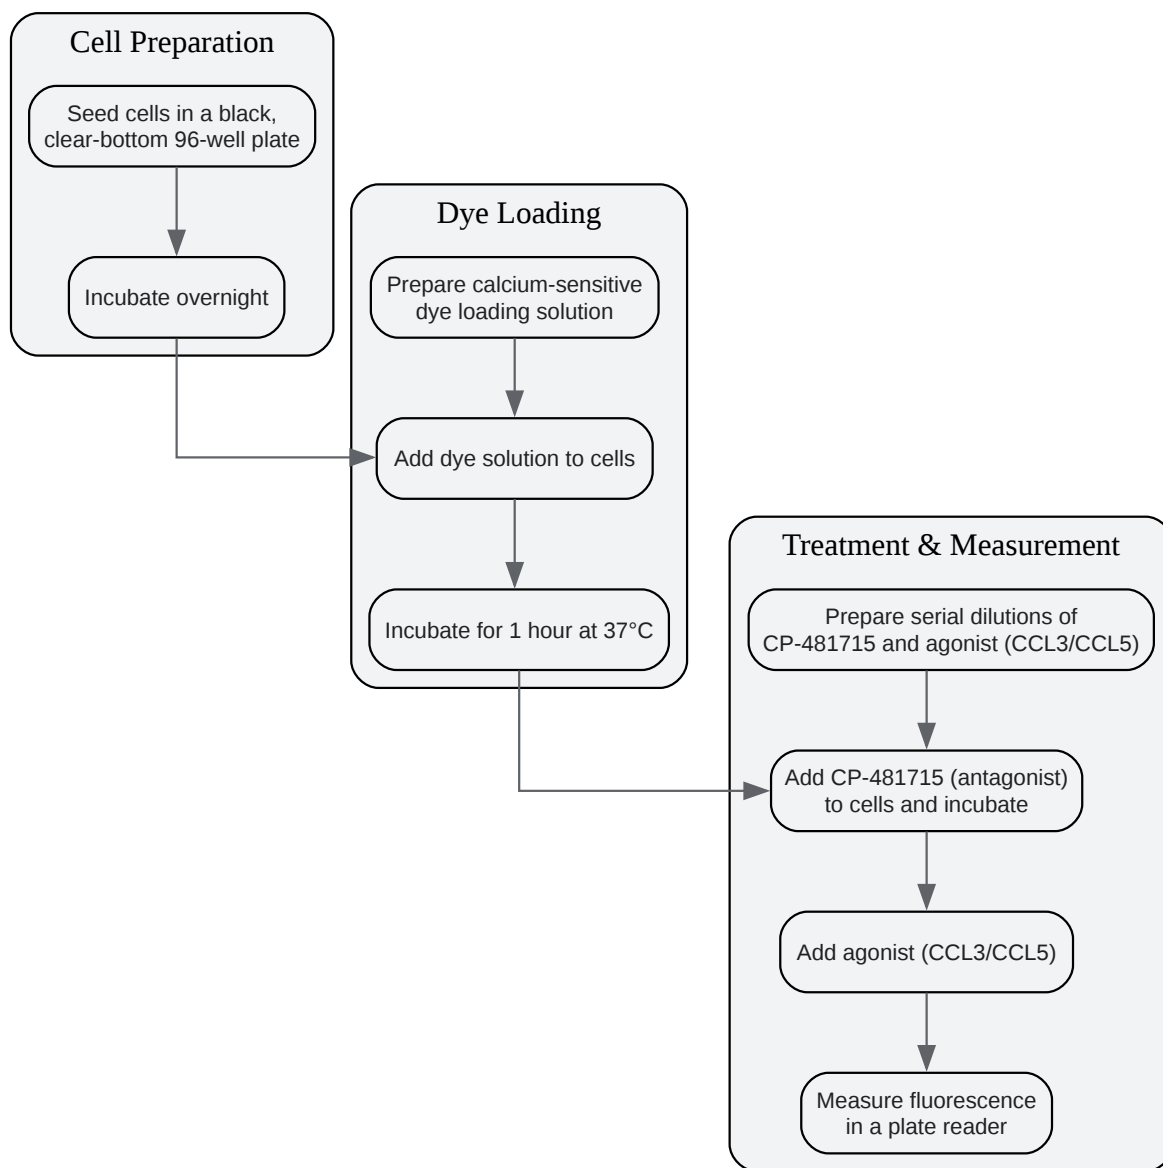 Cell Preparation
Seed cells in a black,
clear-bottom 96-well plate
Incubate overnight
Dye Loading
Prepare calcium-sensitive
dye loading solution
Add dye solution to cells
Incubate for 1 hour at 37°C
Treatment & Measurement
Prepare serial dilutions of
CP-481715 and agonist (CCL3/CCL5)
Add CP-481715 (antagonist)
to cells and incubate
Add agonist (CCL3/CCL5)
Measure fluorescence
in a plate reader